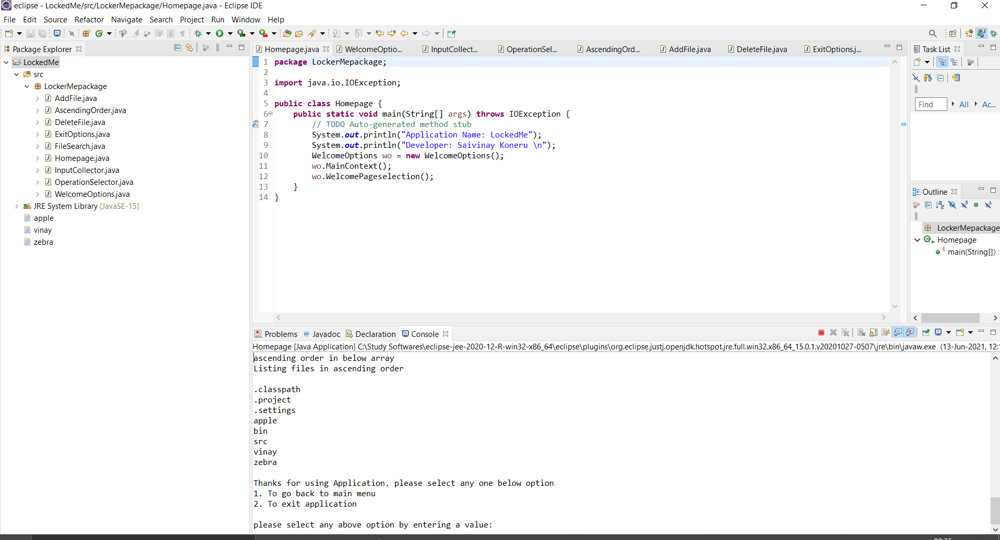 eclipse - LockedMe/src/LockerMepackage/Homepage.java - Eclipse IDE
File Edit Source Refactor Navigate Search Project Run Window Help
Package Explorer
LockedMe
src
LockerMepackage
AddFile.java
AscendingOrder.java
DeleteFile.java
ExitOptions.java
FileSearch.java
Homepage.java
InputCollector.java
OperationSelector.java
WelcomeOptions.java
JRE System Library [JavaSE-15]
apple
vinay
zebra
Homepage.java WelcomeOptio... InputCollect... OperationSel... AscendingOrd... AddFile.java DeleteFile.java ExitOptions.j...
1 package LockerMepackage;
2
3 import java.io.IOException;
4
5 public class Homepage {
6 public static void main(String[] args) throws IOException {
7 // TODO Auto-generated method stub
8 System.out.println("Application Name: LockedMe");
9 System.out.println("Developer: Saivinay Koneru \n");
10 WelcomeOptions wo = new WelcomeOptions();
11 wo.MainContext();
12 wo.WelcomePageselection();
13 }
14 }
Task List
Find All Ac...
Outline
LockerMepackage
Homepage
main(String[]) :
Problems Javadoc Declaration Console
Homepage [Java Application] C:\Study Softwares\eclipse-jee-2020-12-R-win32-x86_64\eclipse\plugins\org.eclipse.justj.openjdk.hotspot.jre.full.win32.x86_64_15.0.1.v20201027-0507\jre\bin\javaw.exe (13-Jun-2021, 12:
ascending order in below array
Listing files in ascending order
.classpath
.project
.settings
apple
bin
src
vinay
zebra
Thanks for using Application. please select any one below option
1. To go back to main menu
2. To exit application
please select any above option by entering a value: